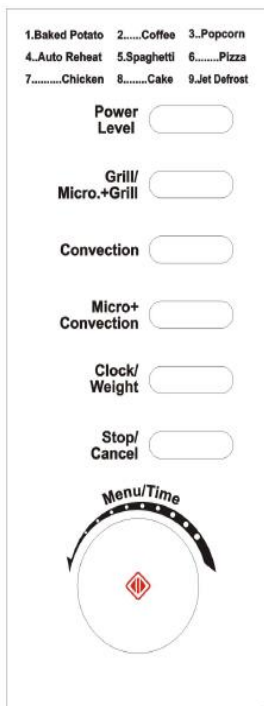 1.Baked Potato 2......Coffee 3..Popcorn
4..Auto Reheat 5.Spaghetti 6........Pizza
7..........Chicken 8........Cake 9.Jet Defrost
Power
Level
Grill/
Micro.+Grill
Convection
Micro+
Convection
Clock/
Weight
Stop/
Cancel
Menu/Time